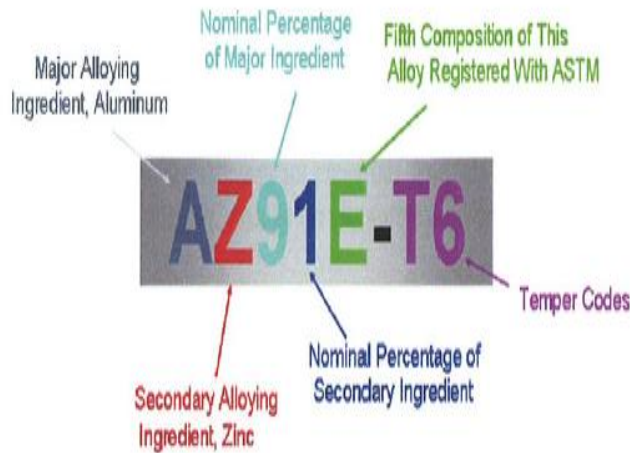 Nominal Percentage
of Major Ingredient
Fifth Composition of This
Alloy Registered With ASTM
Major Alloying
Ingredient, Aluminum
AZ91E-T6
Temper Codes
Nominal Percentage of
Secondary Ingredient
Secondary Alloying
Ingredient, Zinc